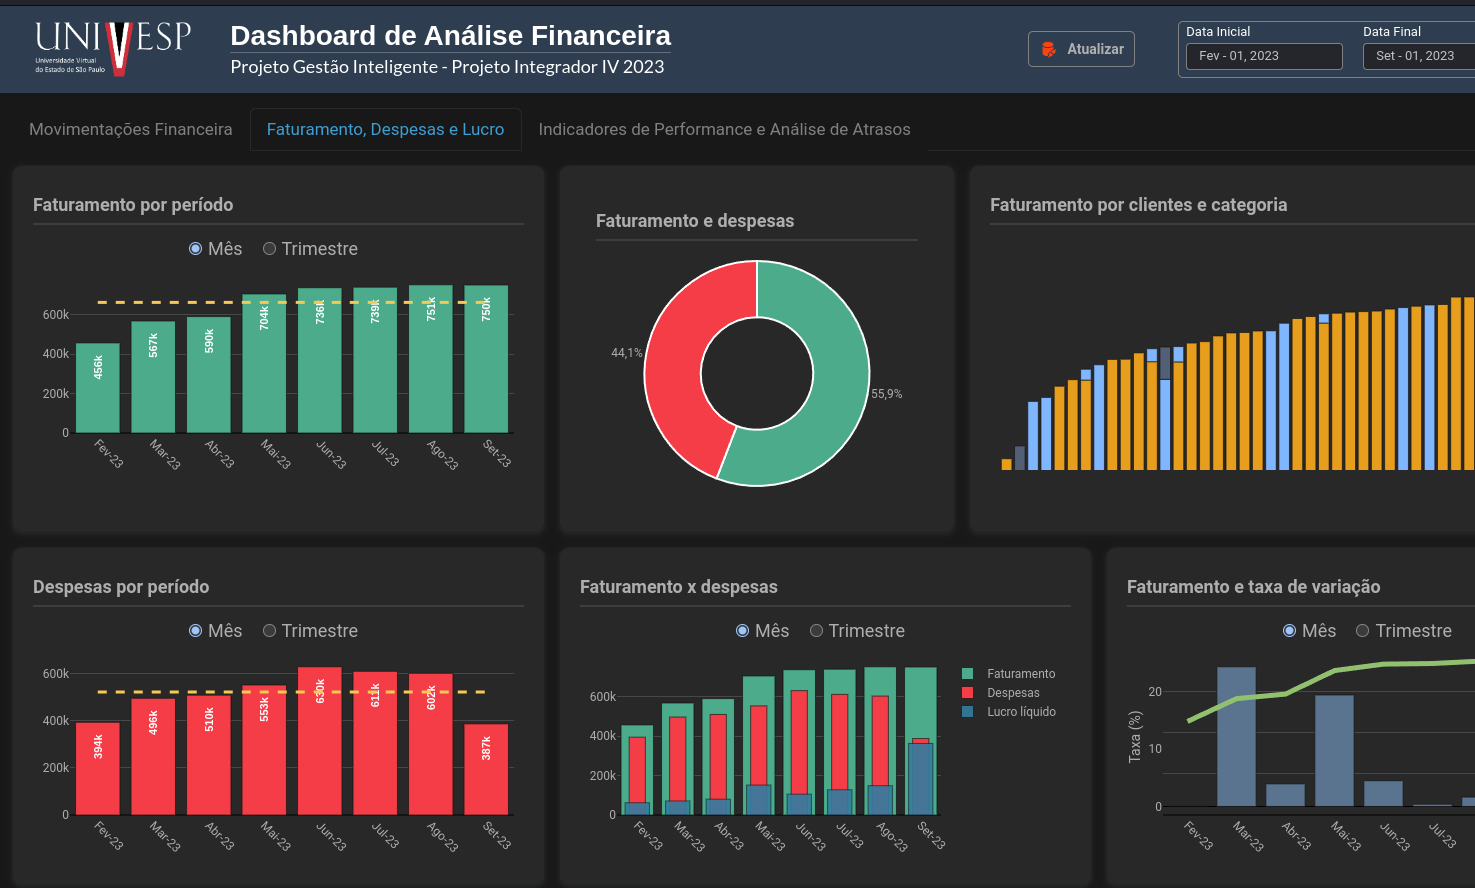 UNIVESP
Universidade Virtual
do Estado de São Paulo
Dashboard de Análise Financeira
Projeto Gestão Inteligente - Projeto Integrador IV 2023
Atualizar
Data Inicial
Fev - 01, 2023
Data Final
Set - 01, 2023
Movimentações Financeira
Faturamento, Despesas e Lucro
Indicadores de Performance e Análise de Atrasos
Faturamento por período
Mês Trimestre
600k
400k
200k
0
456k
567k
590k
704k
736k
739k
751k
750k
Fev-23
Mar-23
Abr-23
Mai-23
Jun-23
Jul-23
Ago-23
Set-23
Faturamento e despesas
44,1%
55,9%
Faturamento por clientes e categoria
Despesas por período
Mês Trimestre
600k
400k
200k
0
394k
496k
510k
553k
630k
611k
602k
387k
Fev-23
Mar-23
Abr-23
Mai-23
Jun-23
Jul-23
Ago-23
Set-23
Faturamento x despesas
Mês Trimestre
600k
400k
200k
0
Fev-23
Mar-23
Abr-23
Mai-23
Jun-23
Jul-23
Ago-23
Set-23
Faturamento
Despesas
Lucro líquido
Faturamento e taxa de variação
Mês Trimestre
Taxa (%)
20
10
0
Fev-23
Mar-23
Abr-23
Mai-23
Jun-23
Jul-23